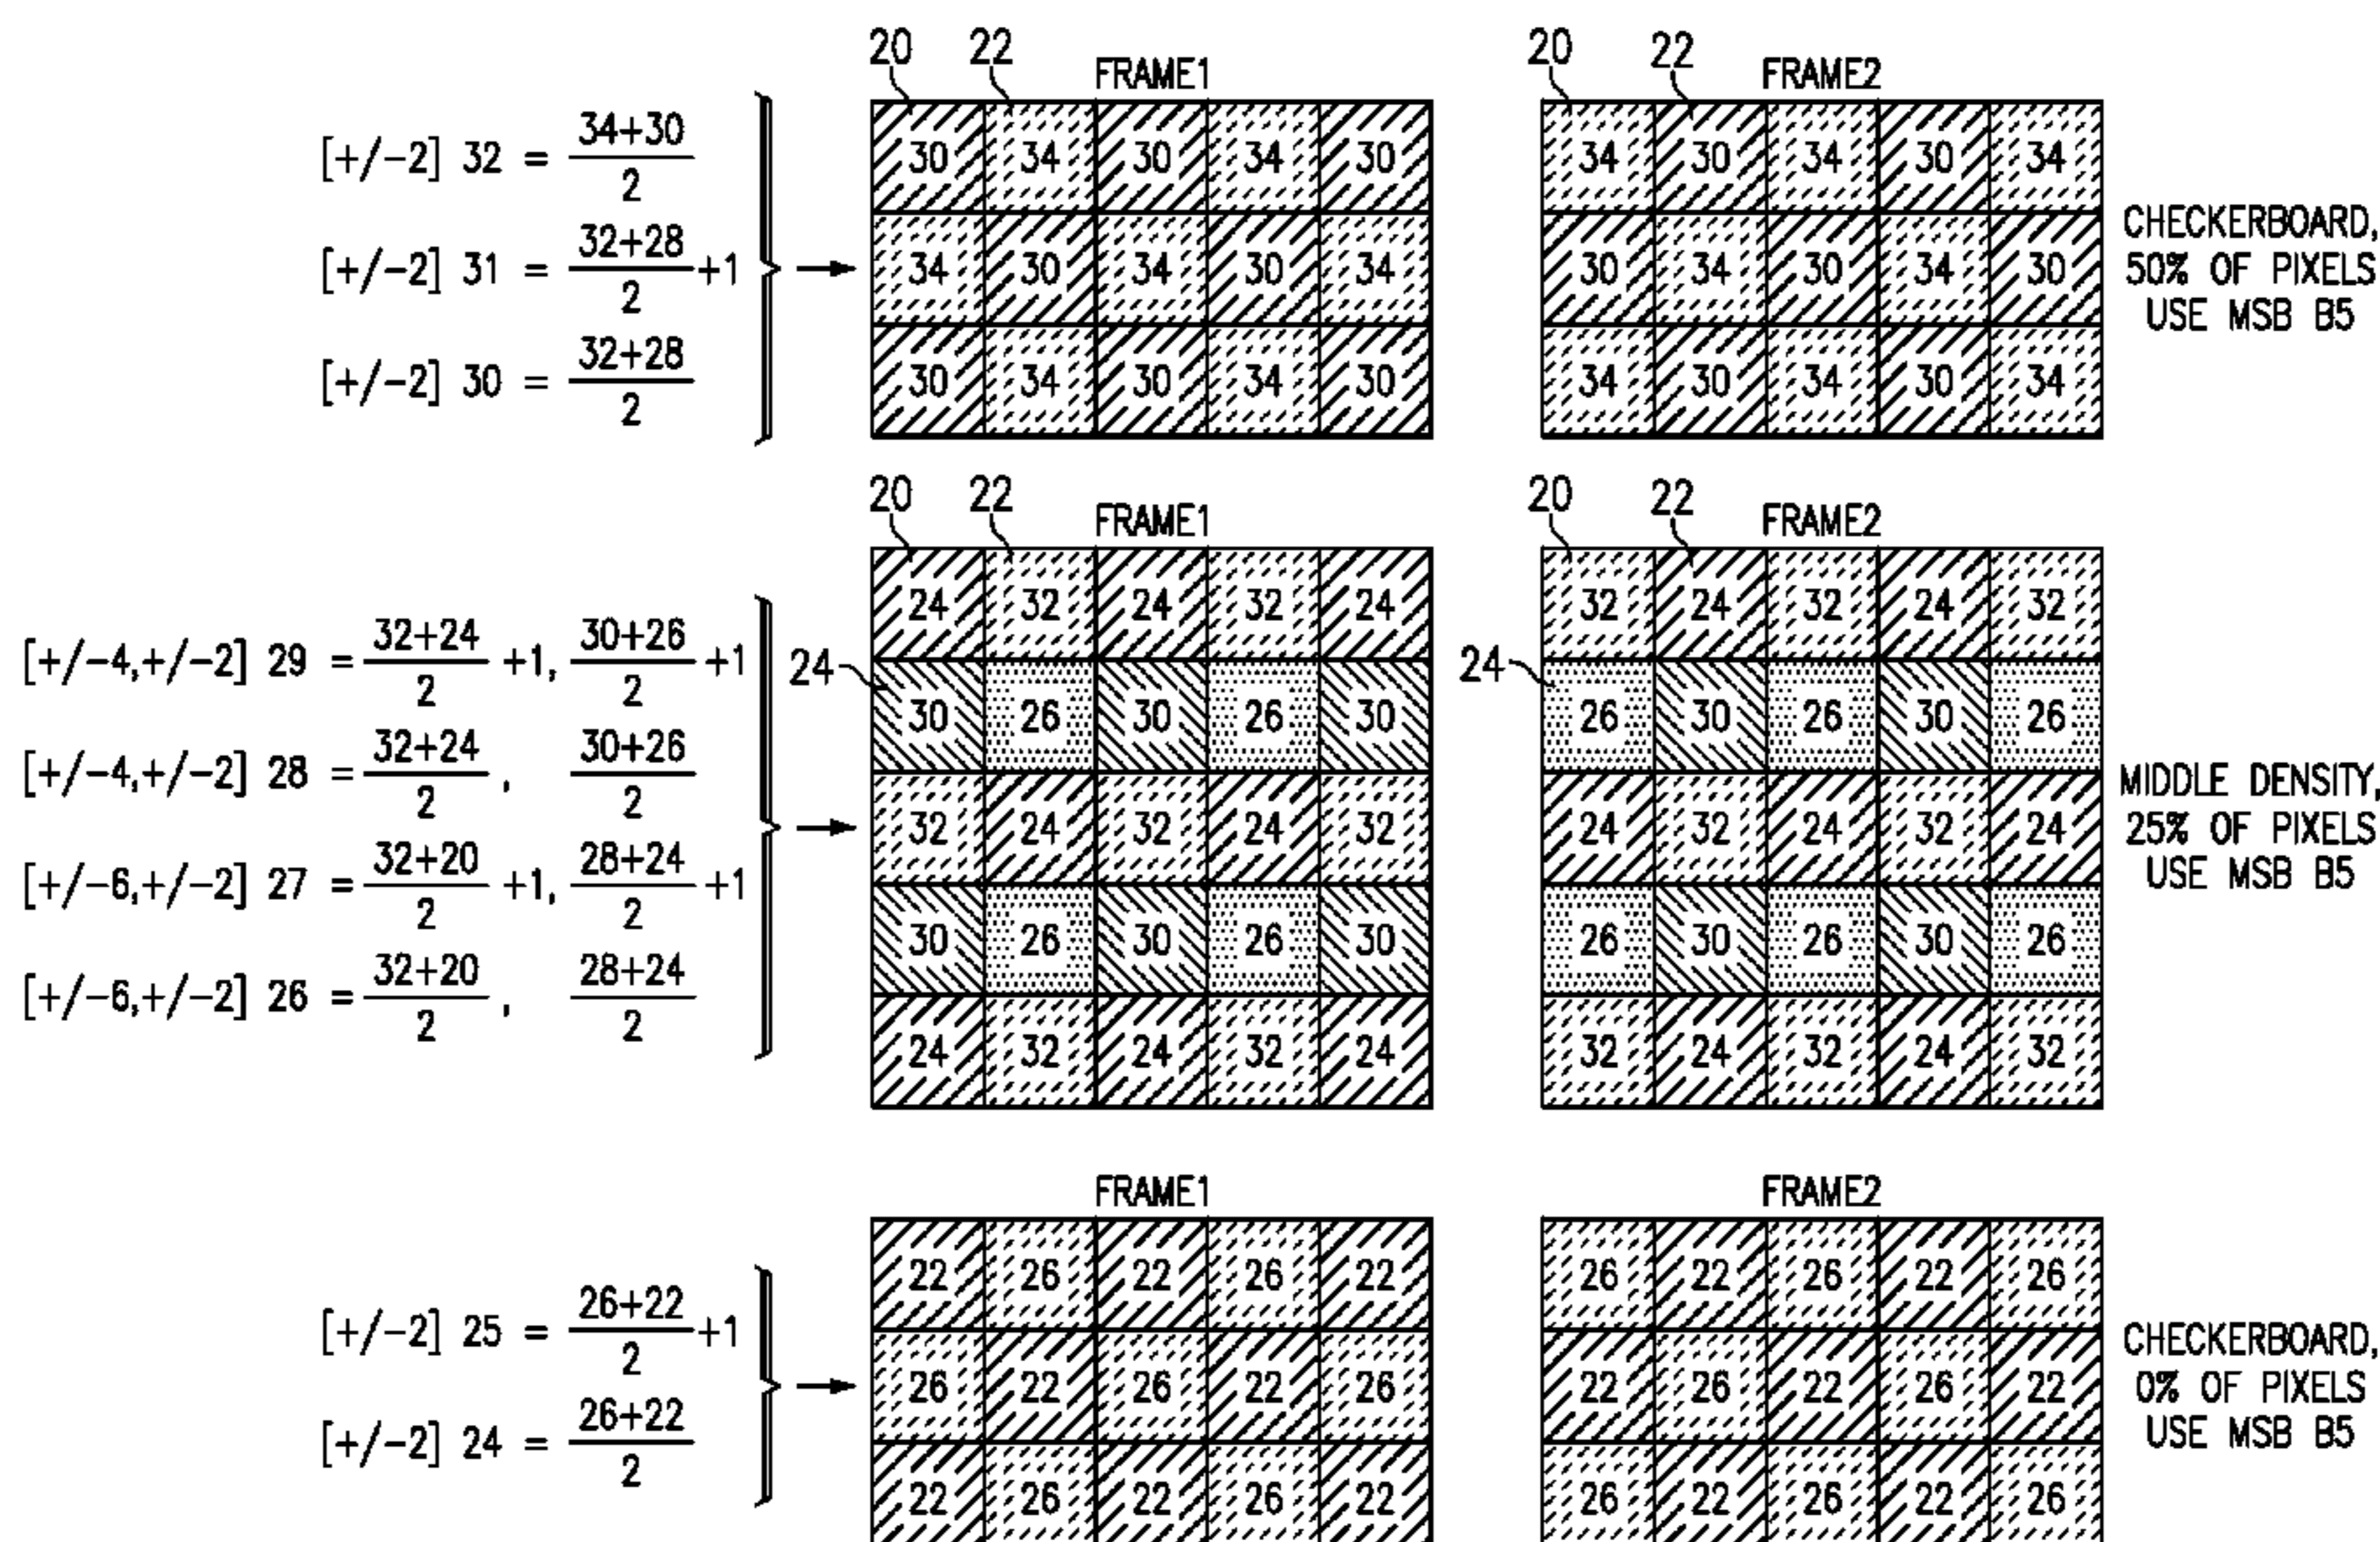 20 22 FRAME1 20 22 FRAME2
[+/-2] 32 = 34+30
2
[+/-2] 31 = 32+28 +1
2
[+/-2] 30 = 32+28
2
30 34 30 34 30
34 30 34 30 34
30 34 30 34 30
34 30 34 30 34
30 34 30 34 30
34 30 34 30 34
CHECKERBOARD,
50% OF PIXELS
USE MSB B5
20 22 FRAME1 20 22 FRAME2
[+/-4,+/-2] 29 = 32+24 +1, 30+26 +1
2 2
[+/-4,+/-2] 28 = 32+24 , 30+26
2 2
[+/-6,+/-2] 27 = 32+20 +1, 28+24 +1
2 2
[+/-6,+/-2] 26 = 32+20 , 28+24
2 2
24
24 32 24 32 24
30 26 30 26 30
32 24 32 24 32
30 26 30 26 30
24 32 24 32 24
24
32 24 32 24 32
26 30 26 30 26
24 32 24 32 24
26 30 26 30 26
32 24 32 24 32
MIDDLE DENSITY,
25% OF PIXELS
USE MSB B5
FRAME1 FRAME2
[+/-2] 25 = 26+22 +1
2
[+/-2] 24 = 26+22
2
22 26 22 26 22
26 22 26 22 26
22 26 22 26 22
26 22 26 22 26
22 26 22 26 22
26 22 26 22 26
CHECKERBOARD,
0% OF PIXELS
USE MSB B5